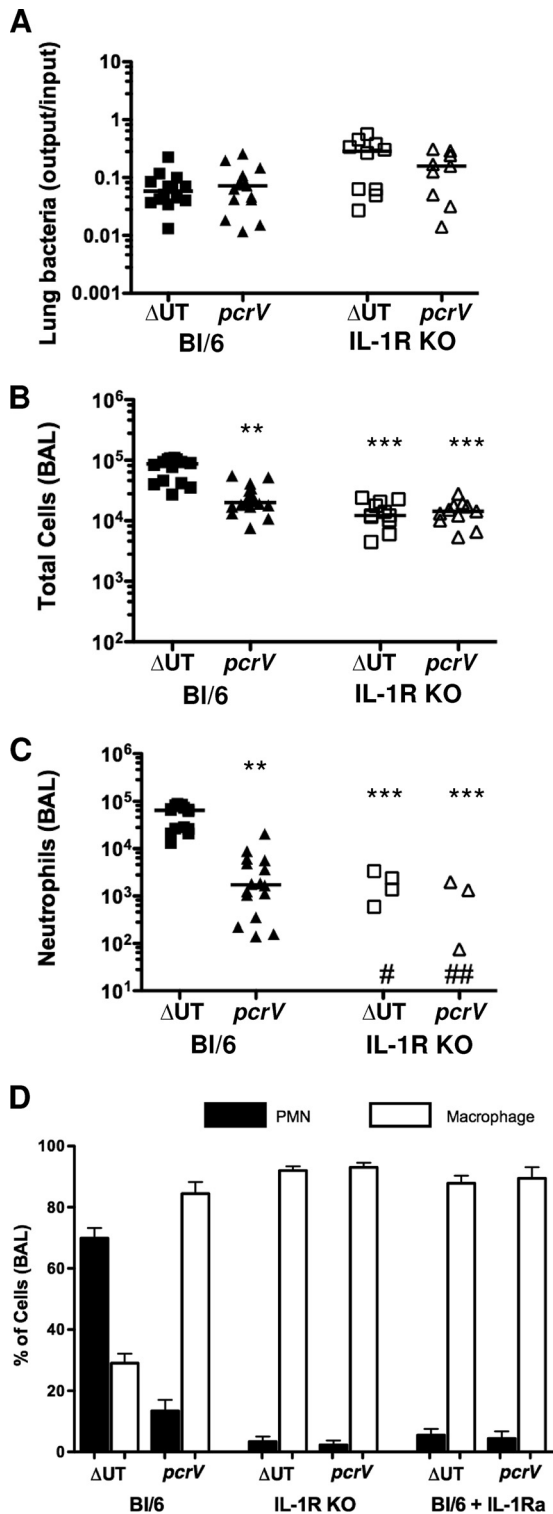 A
Lung bacteria (output/input)
10
1
0.1
0.01
0.001
ΔUT pcrV ΔUT pcrV
Bl/6 IL-1R KO
B
Total Cells (BAL)
10⁶
10⁵
10⁴
10³
10²
** *** ***
ΔUT pcrV ΔUT pcrV
Bl/6 IL-1R KO
C
Neutrophils (BAL)
10⁶
10⁵
10⁴
10³
10²
10¹
** *** ***
# ##
ΔUT pcrV ΔUT pcrV
Bl/6 IL-1R KO
D
PMN Macrophage
% of Cells (BAL)
100
80
60
40
20
0
ΔUT pcrV ΔUT pcrV ΔUT pcrV
Bl/6 IL-1R KO Bl/6 + IL-1Ra